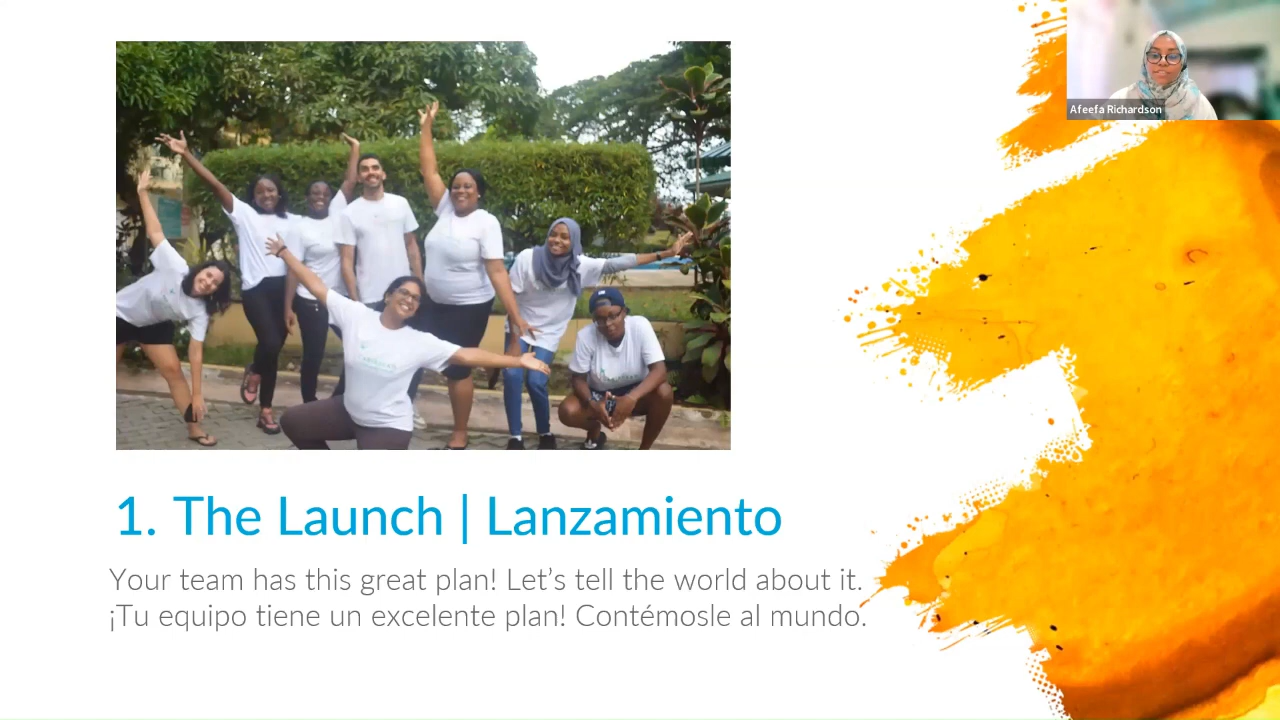 Afeefa Richardson
1. The Launch | Lanzamiento
Your team has this great plan! Let's tell the world about it.
¡Tu equipo tiene un excelente plan! Contémosle al mundo.